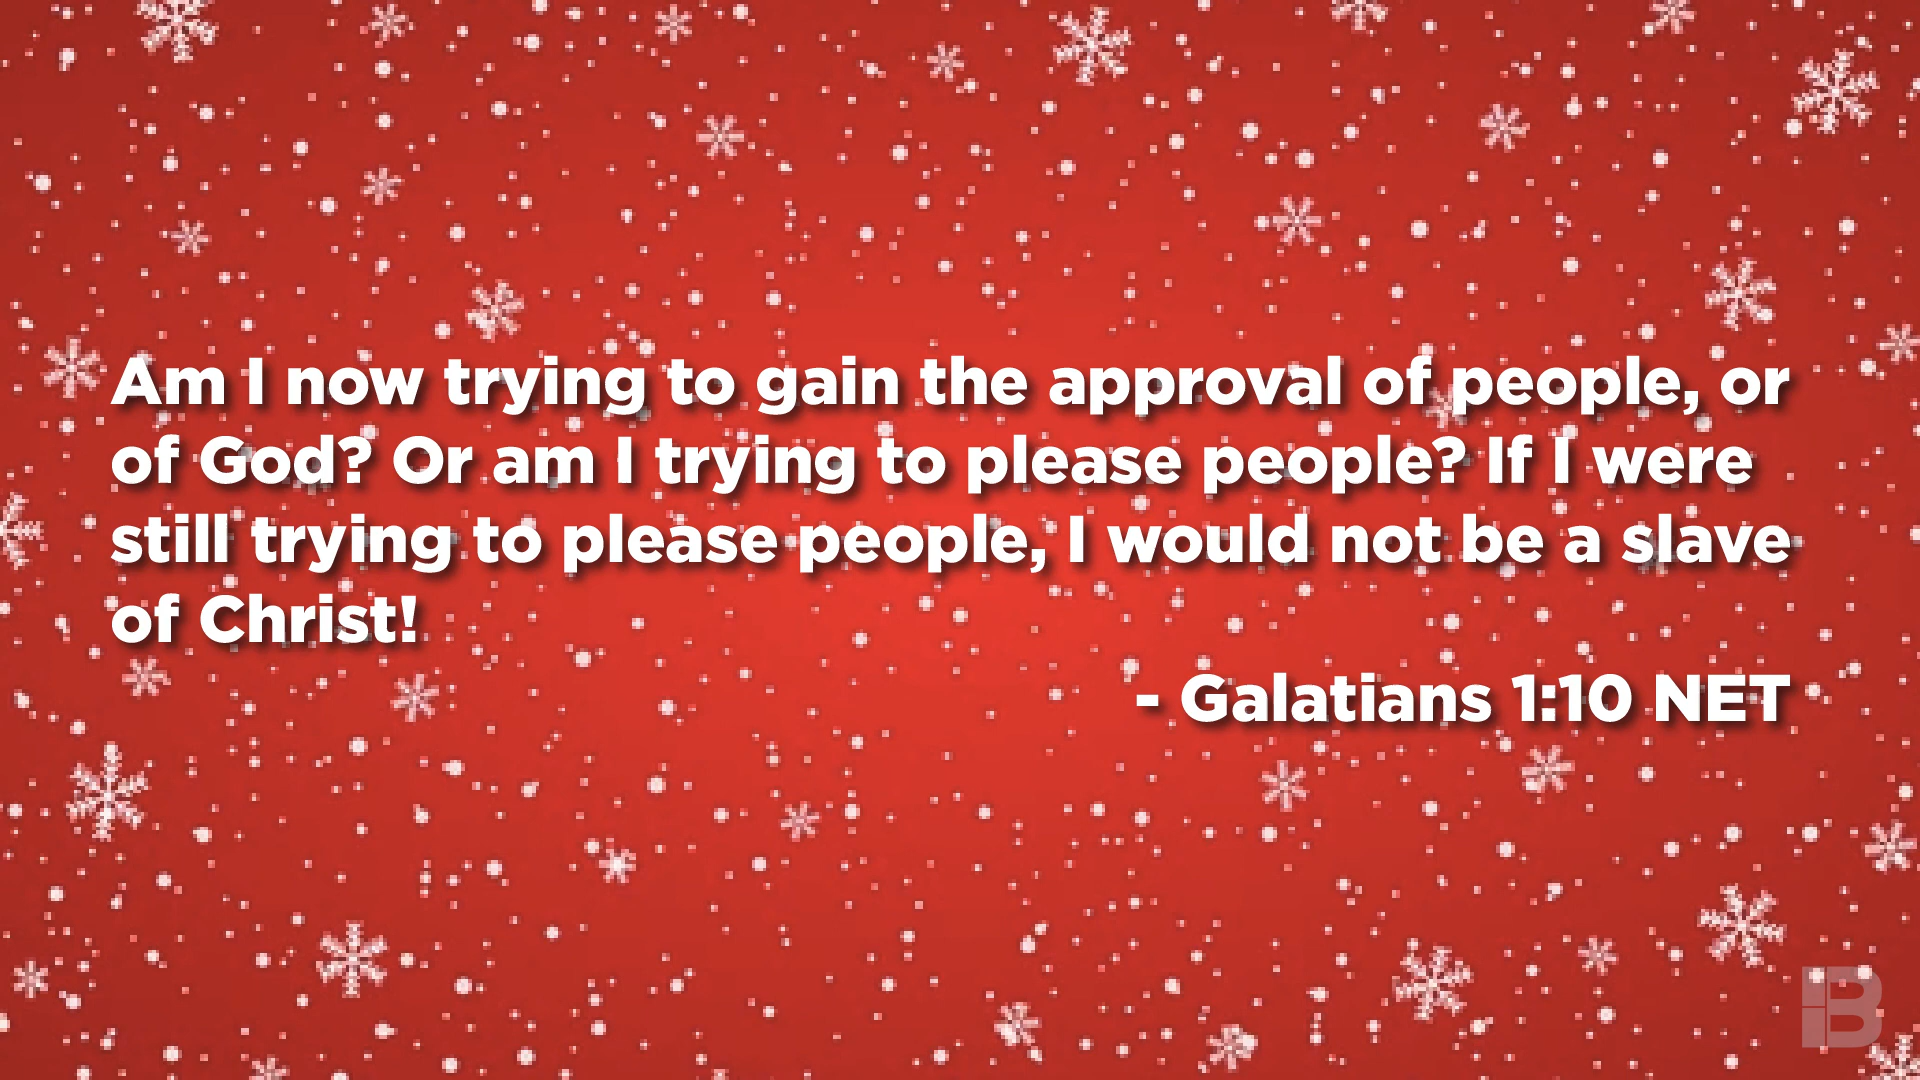 Am I now trying to gain the approval of people, or
of God? Or am I trying to please people? If I were
still trying to please people, I would not be a slave
of Christ!
- Galatians 1:10 NET
B